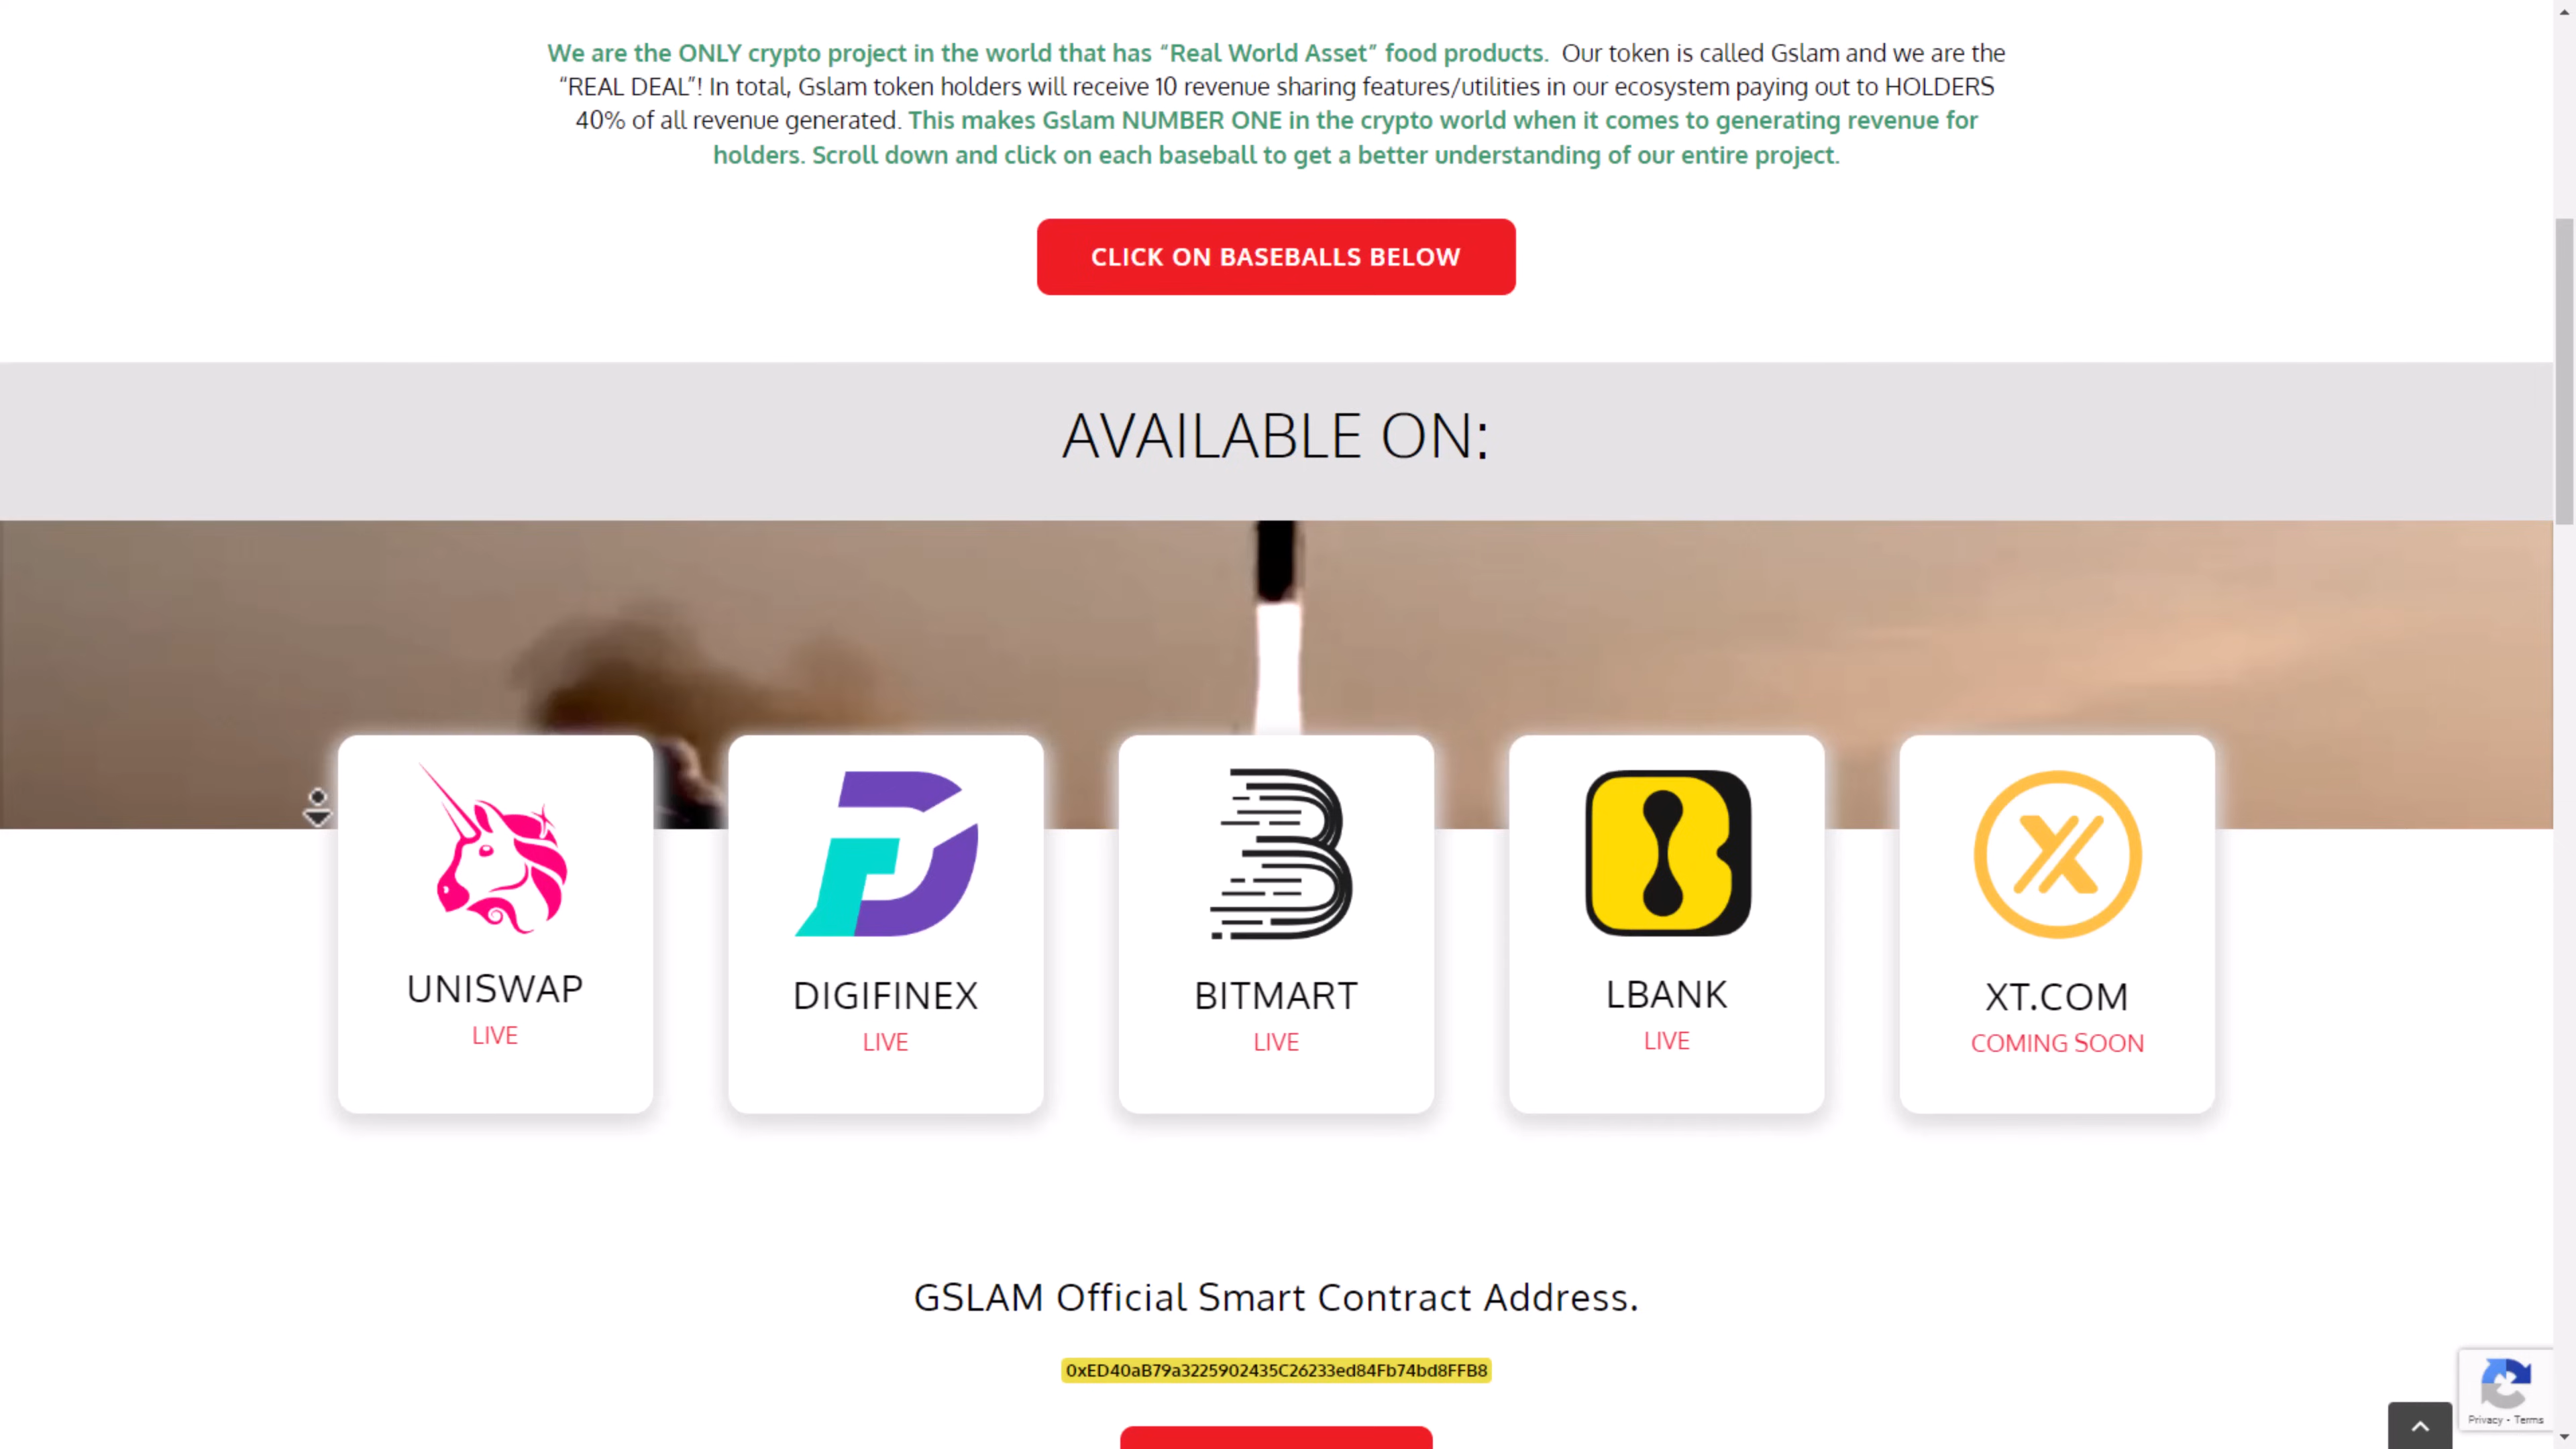 We are the ONLY crypto project in the world that has “Real World Asset” food products. Our token is called Gslam and we are the
“REAL DEAL”! In total, Gslam token holders will receive 10 revenue sharing features/utilities in our ecosystem paying out to HOLDERS
40% of all revenue generated. This makes Gslam NUMBER ONE in the crypto world when it comes to generating revenue for
holders. Scroll down and click on each baseball to get a better understanding of our entire project.
CLICK ON BASEBALLS BELOW
AVAILABLE ON:
UNISWAP
LIVE
DIGIFINEX
LIVE
BITMART
LIVE
LBANK
LIVE
XT.COM
COMING SOON
GSLAM Official Smart Contract Address.
0xED40aB79a3225902435C26233ed84Fb74bd8FFB8
Privacy - Terms